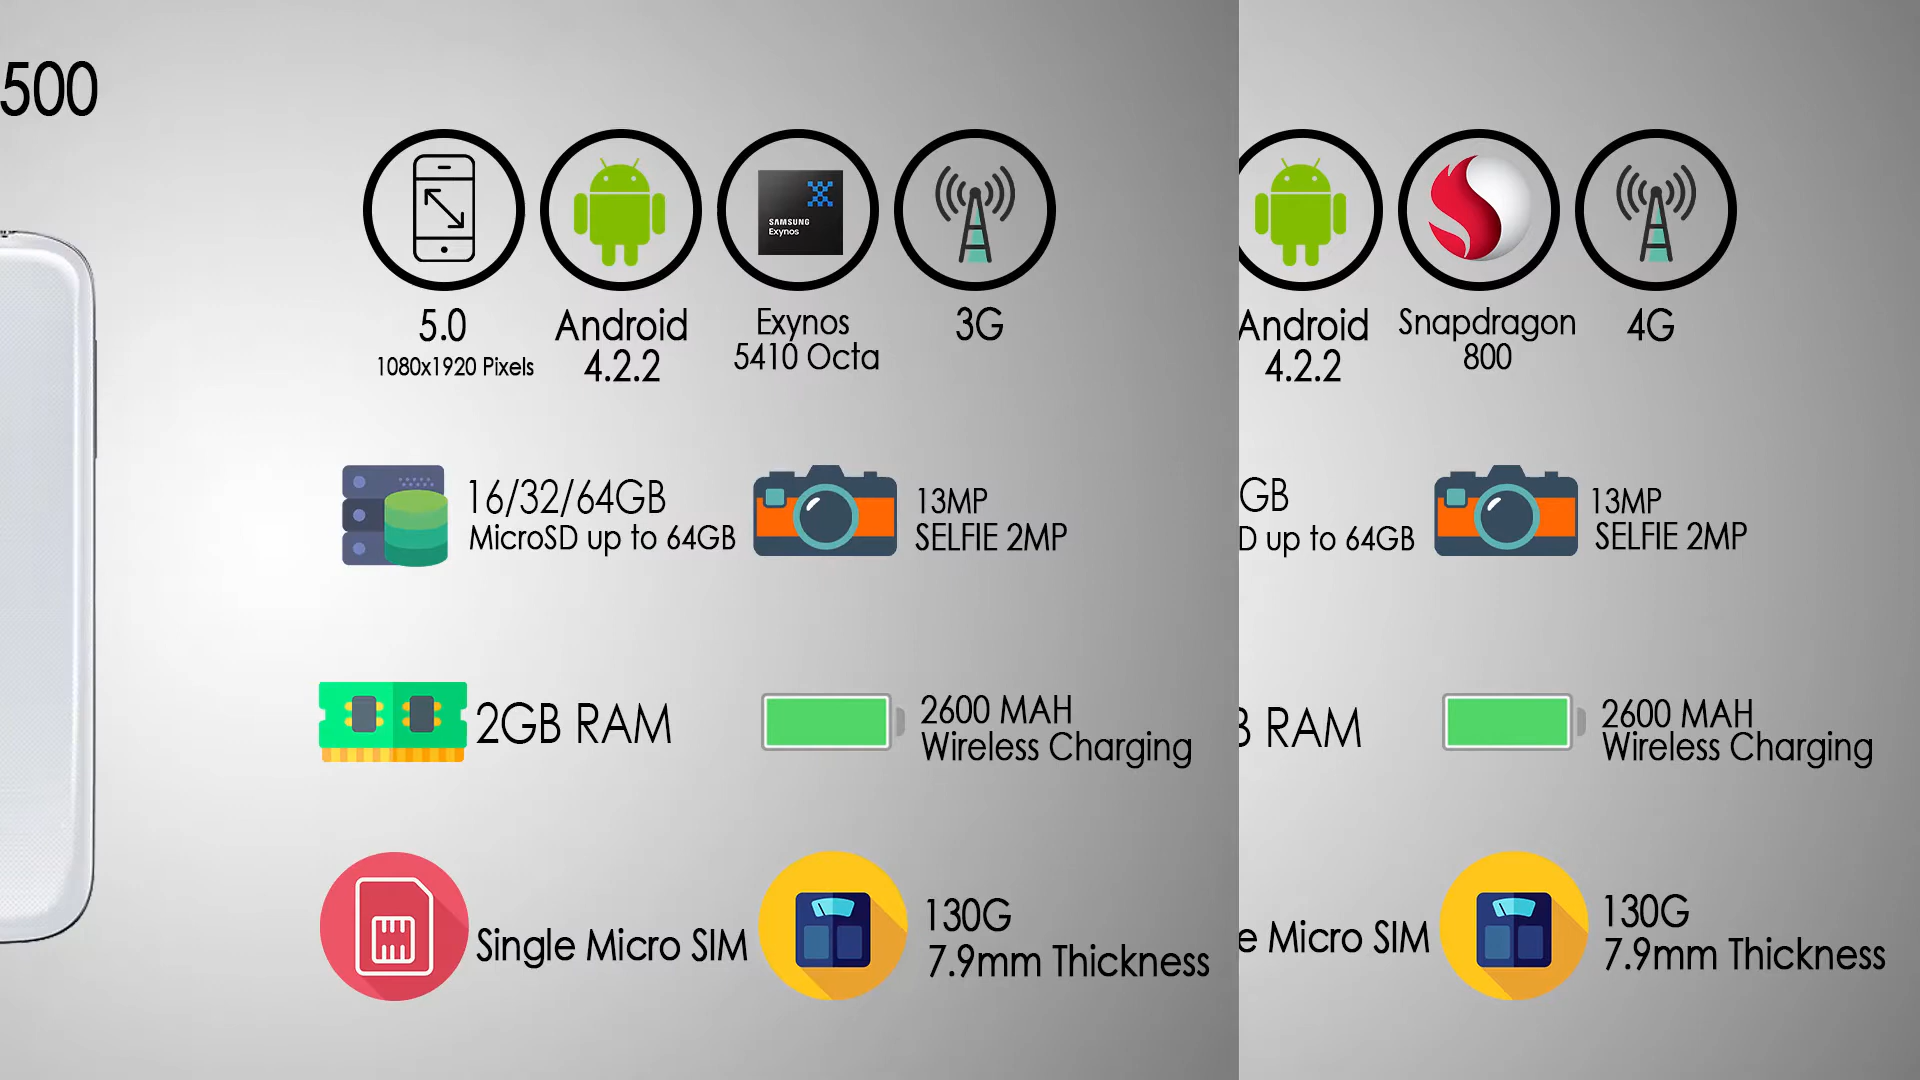 500
SAMSUNG
Exynos
5.0
1080x1920 Pixels
Android
4.2.2
Exynos
5410 Octa
3G
16/32/64GB
MicroSD up to 64GB
13MP
SELFIE 2MP
2GB RAM
2600 MAH
Wireless Charging
Single Micro SIM
130G
7.9mm Thickness
Android
4.2.2
Snapdragon
800
4G
GB
D up to 64GB
13MP
SELFIE 2MP
B RAM
2600 MAH
Wireless Charging
e Micro SIM
130G
7.9mm Thickness